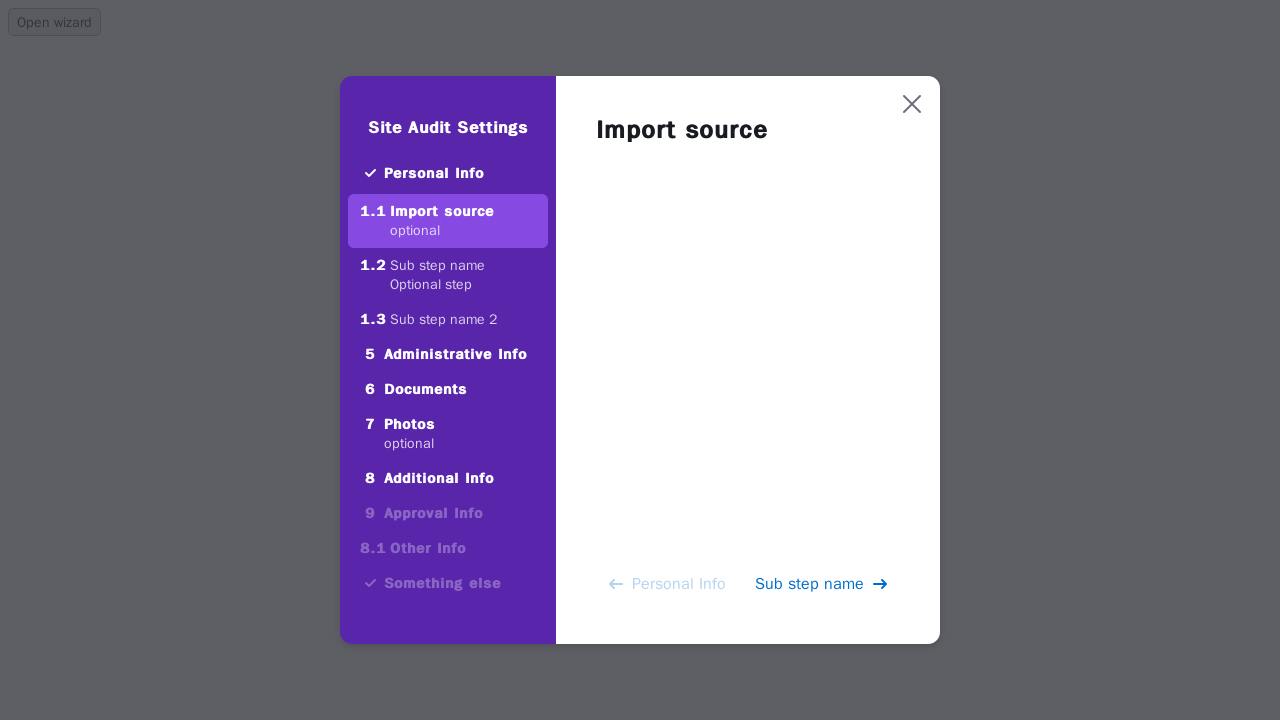 Open wizard
Site Audit Settings
Personal Info
1.1 Import source
optional
1.2 Sub step name
Optional step
1.3 Sub step name 2
5 Administrative Info
6 Documents
7 Photos
optional
8 Additional Info
9 Approval Info
8.1 Other Info
Something else
Import source
Personal Info
Sub step name